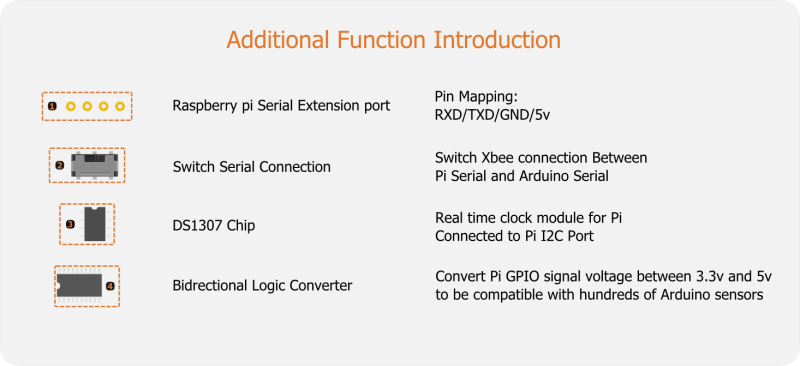 Additional Function Introduction
1
Raspberry pi Serial Extension port
Pin Mapping:
RXD/TXD/GND/5v
2
Switch Serial Connection
Switch Xbee connection Between
Pi Serial and Arduino Serial
3
DS1307 Chip
Real time clock module for Pi
Connected to Pi I2C Port
4
Bidrectional Logic Converter
Convert Pi GPIO signal voltage between 3.3v and 5v
to be compatible with hundreds of Arduino sensors